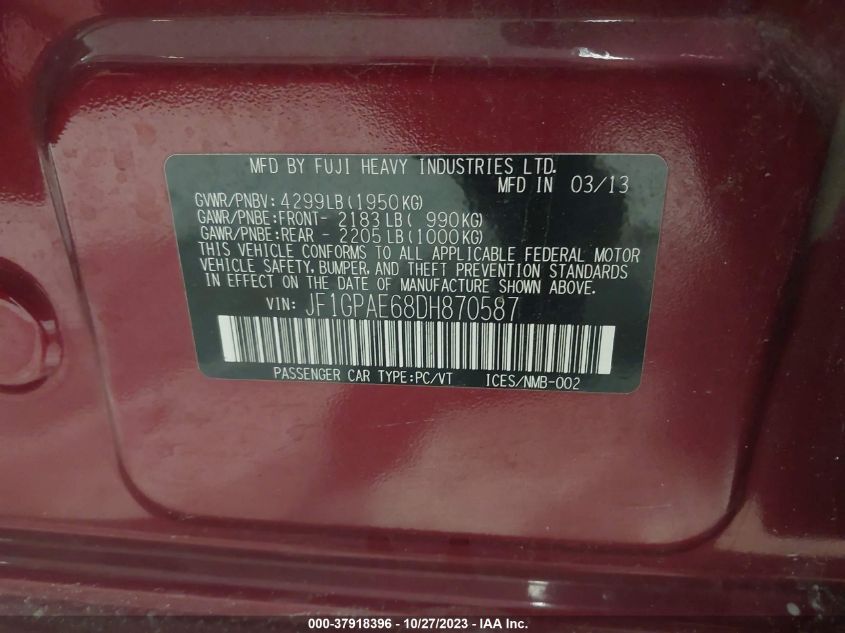 MFD BY FUJI HEAVY INDUSTRIES LTD.
MFD IN 03/13
GVWR/PNBV: 4299LB(1950KG)
GAWR/PNBE:FRONT- 2183LB( 990KG)
GAWR/PNBE:REAR - 2205LB(1000KG)
THIS VEHICLE CONFORMS TO ALL APPLICABLE FEDERAL MOTOR
VEHICLE SAFETY, BUMPER, AND THEFT PREVENTION STANDARDS
IN EFFECT ON THE DATE OF MANUFACTURE SHOWN ABOVE.
VIN: JF1GPAE68DH870587
PASSENGER CAR TYPE:PC/VT ICES/NMB-002
000-37918396 - 10/27/2023 - IAA Inc.